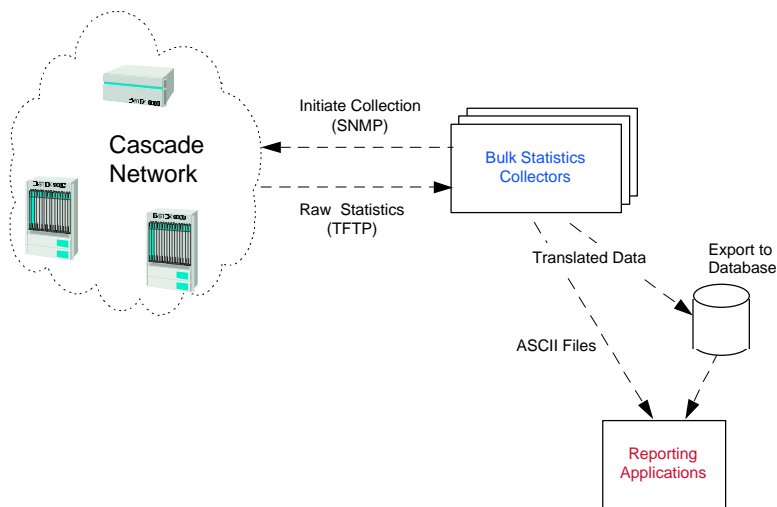 Initiate Collection
(SNMP)
Cascade
Network
Bulk Statistics
Collectors
Raw Statistics
(TFTP)
Translated Data
Export to
Database
ASCII Files
Reporting
Applications